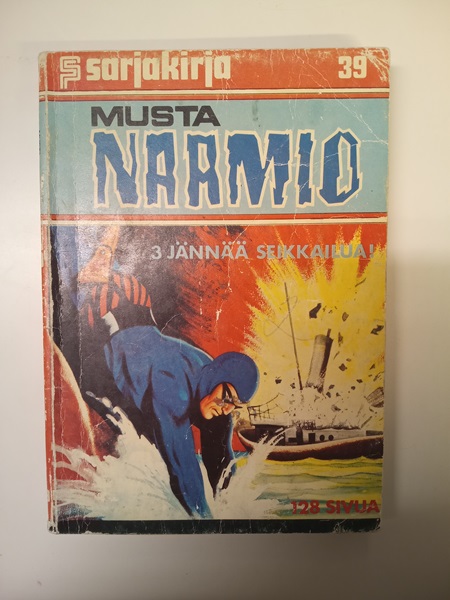 sarjakirja 39
MUSTA
NAAMIO
3 JÄNNÄÄ SEIKKAILUA!
128 SIVUA